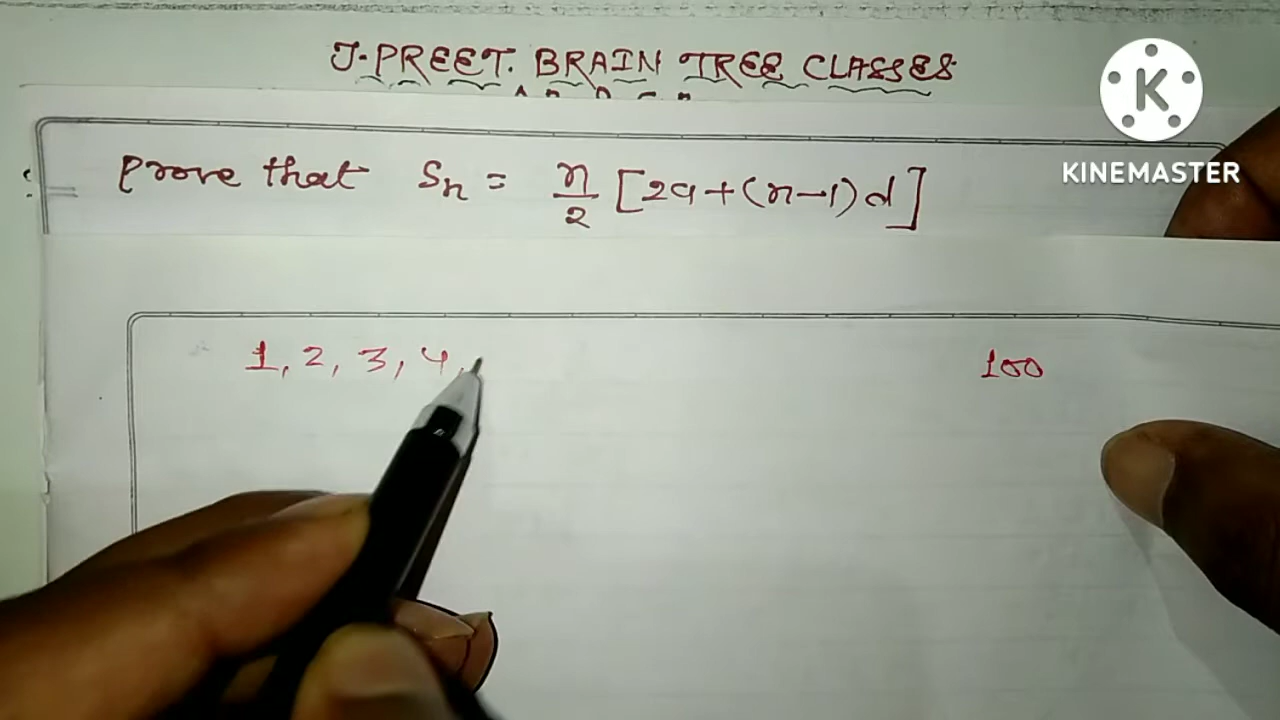 J.PREET. BRAIN TREE CLASSES
K
KINEMASTER
Prove that Sn = n/2 [2a+(n-1)d]
1, 2, 3, 4, 100